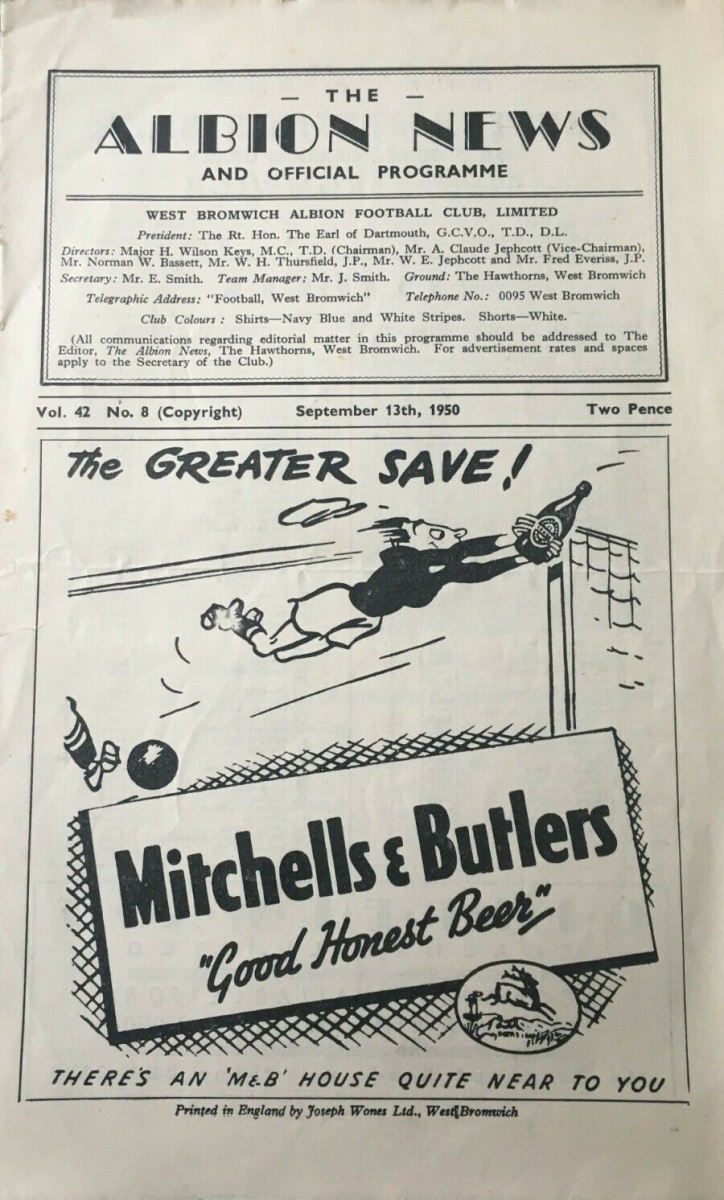 — THE —
ALBION NEWS
AND OFFICIAL PROGRAMME
WEST BROMWICH ALBION FOOTBALL CLUB, LIMITED
President: The Rt. Hon. The Earl of Dartmouth, G.C.V.O., T.D., D.L.
Directors: Major H. Wilson Keys, M.C., T.D. (Chairman), Mr. A. Claude Jephcott (Vice-Chairman),
Mr. Norman W. Bassett, Mr. W. H. Thursfield, J.P., Mr. W. E. Jephcott and Mr. Fred Everiss, J.P.
Secretary: Mr. E. Smith. Team Manager: Mr. J. Smith. Ground: The Hawthorns, West Bromwich
Telegraphic Address: "Football, West Bromwich" Telephone No.: 0095 West Bromwich
Club Colours : Shirts—Navy Blue and White Stripes. Shorts—White.
(All communications regarding editorial matter in this programme should be addressed to The
Editor, The Albion News, The Hawthorns, West Bromwich. For advertisement rates and spaces
apply to the Secretary of the Club.)
Vol. 42 No. 8 (Copyright) September 13th, 1950 Two Pence
The GREATER SAVE!
Mitchells & Butlers
"Good Honest Beer"
THERE'S AN 'M&B' HOUSE QUITE NEAR TO YOU
Printed in England by Joseph Wones Ltd., West Bromwich